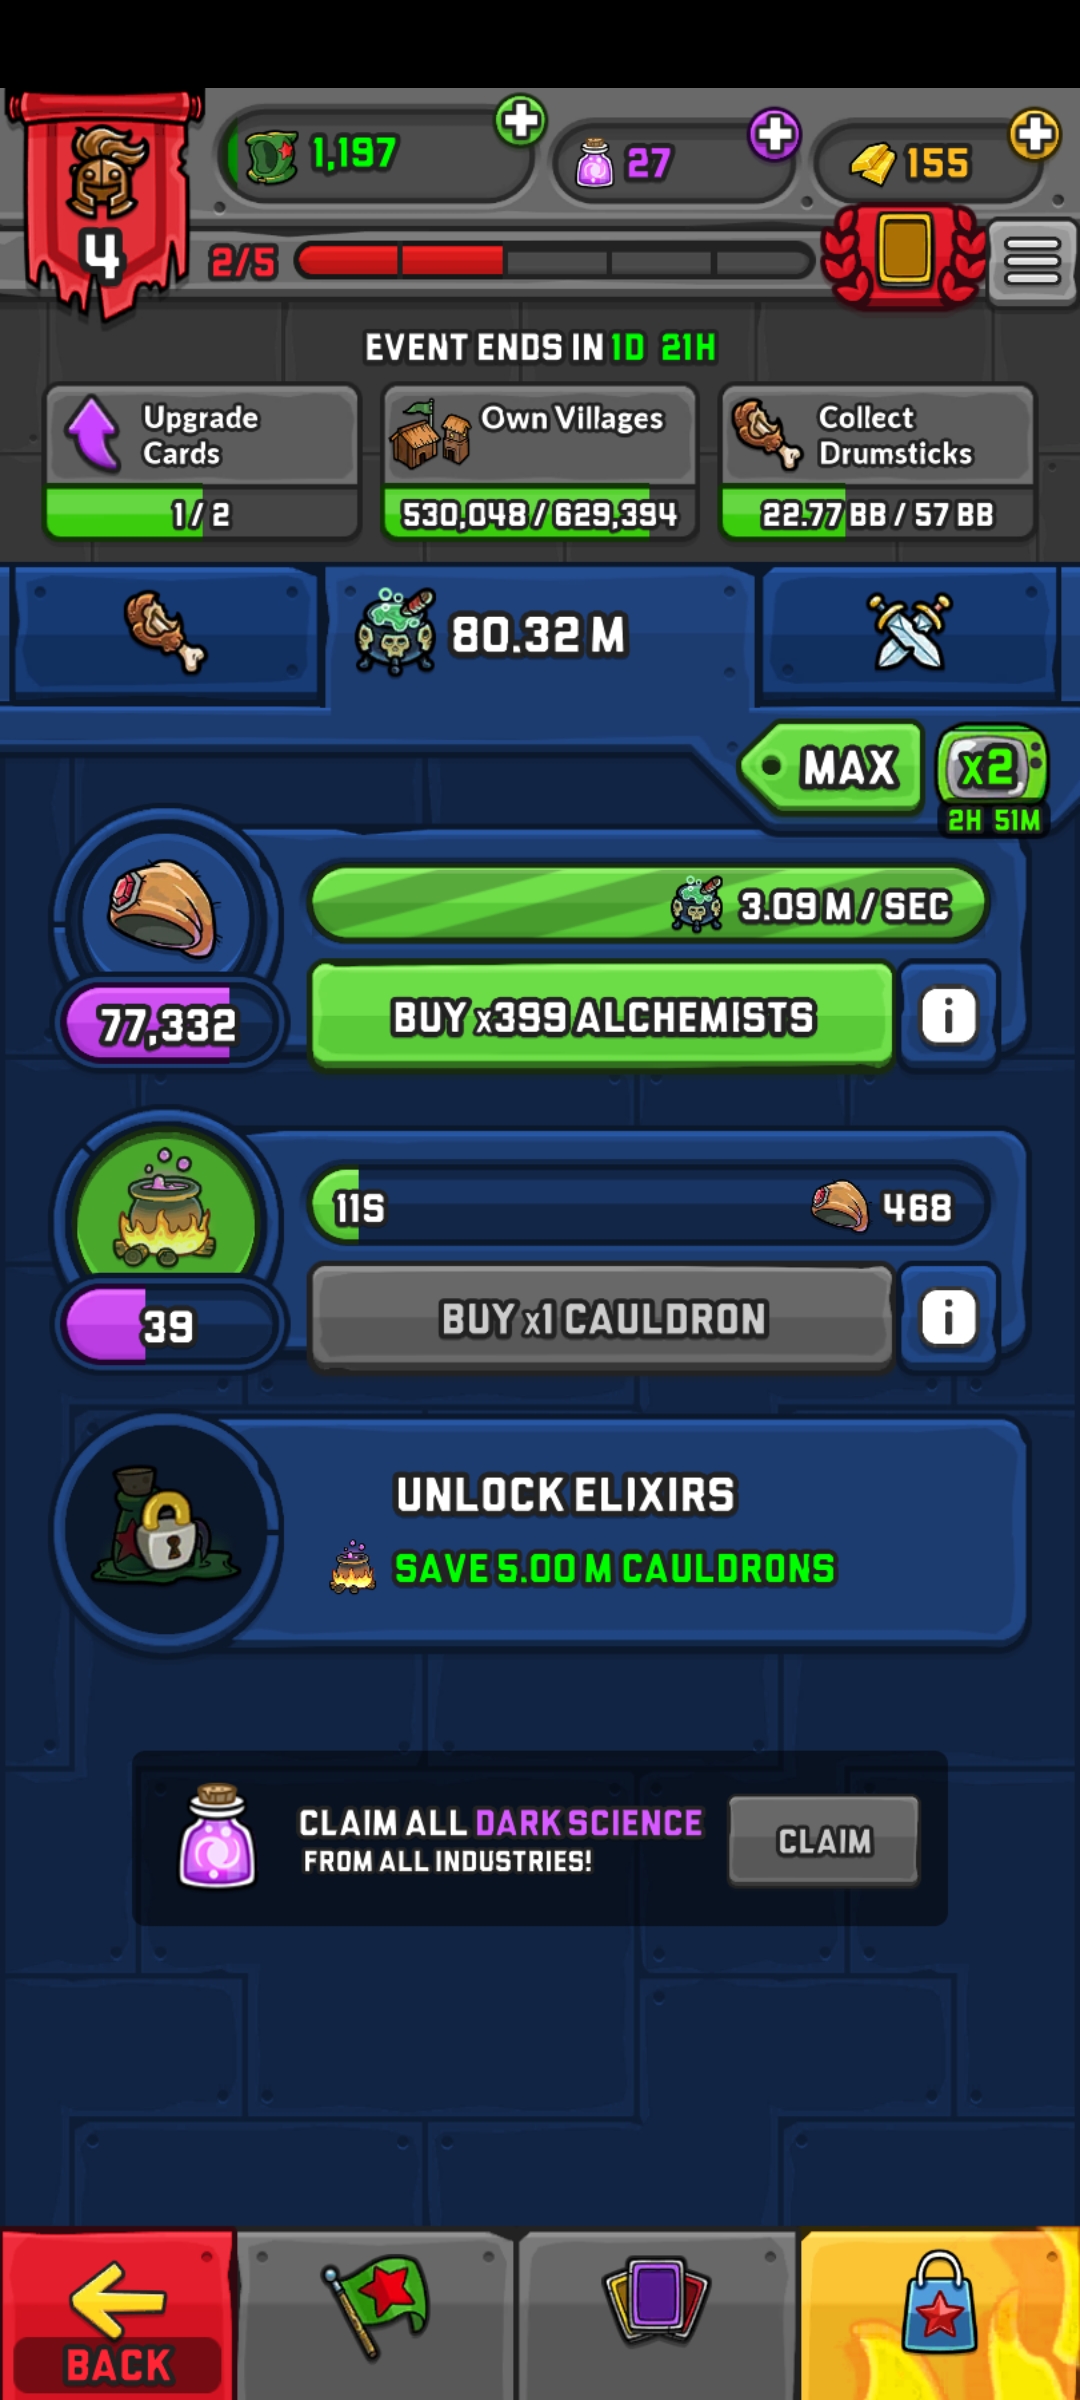 1,197
27
155
4
2/5
EVENT ENDS IN 1D 21H
Upgrade
Cards
1/2
Own Villages
530,048/629,394
Collect
Drumsticks
22.77 BB / 57 BB
80.32 M
MAX
x2
2H 51M
3.09 M / SEC
77,332
BUY x399 ALCHEMISTS
i
11S
468
39
BUY x1 CAULDRON
i
UNLOCK ELIXIRS
SAVE 5.00 M CAULDRONS
CLAIM ALL DARK SCIENCE
FROM ALL INDUSTRIES!
CLAIM
BACK